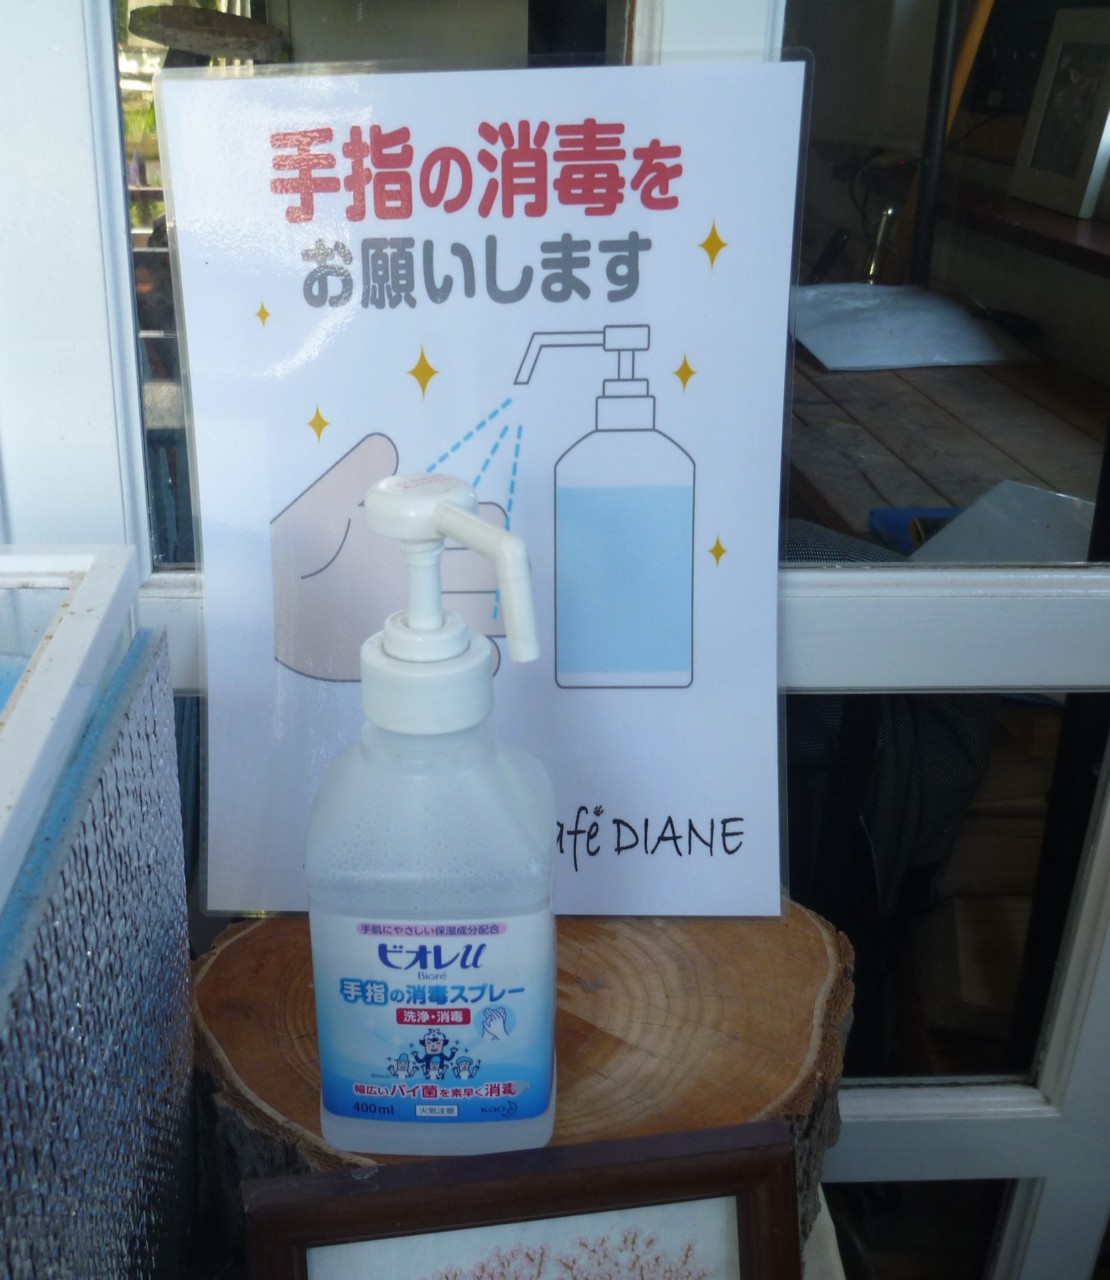 手指の消毒を
お願いします
afé DIANE
手肌にやさしい保湿成分配合
ビオレu
Bioré
手指の消毒スプレー
洗浄・消毒
幅広いバイ菌を素早く消毒
400ml 火気注意 Kao